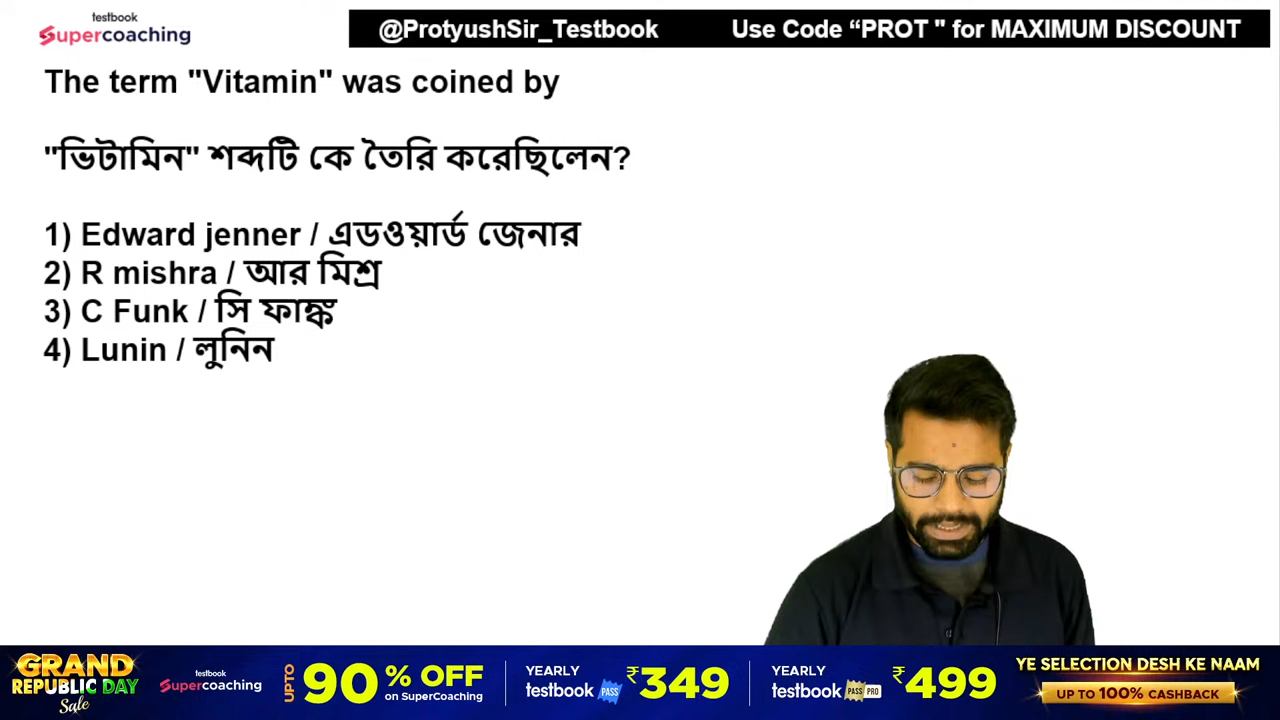 testbook
Supercoaching
@ProtyushSir_Testbook Use Code “PROT " for MAXIMUM DISCOUNT
The term "Vitamin" was coined by
"ভিটামিন" শব্দটি কে তৈরি করেছিলেন?
1) Edward jenner / এডওয়ার্ড জেনার
2) R mishra / আর মিশ্র
3) C Funk / সি ফাঙ্ক
4) Lunin / লুনিন
GRAND
REPUBLIC DAY
Sale
testbook
Supercoaching
UPTO 90% OFF
on SuperCoaching
YEARLY
testbook PASS
₹349
YEARLY
testbook PASS PRO
₹499
YE SELECTION DESH KE NAAM
UP TO 100% CASHBACK